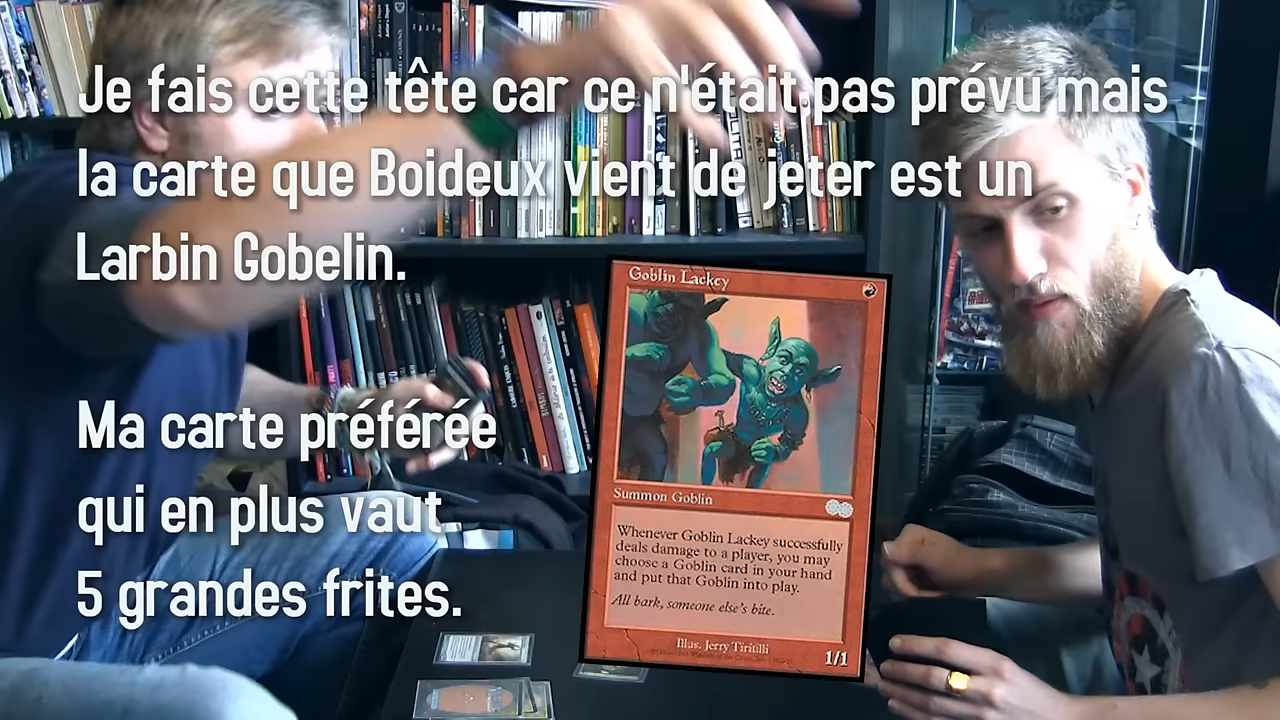 Je fais cette tête car ce n'était pas prévu mais
la carte que Boideux vient de jeter est un
Larbin Gobelin.
Ma carte préférée
qui en plus vaut
5 grandes frites.
Goblin Lackey
Summon Goblin
Whenever Goblin Lackey successfully
deals damage to a player, you may
choose a Goblin card in your hand
and put that Goblin into play.
All bark, someone else's bite.
Illus. Jerry Tiritilli
1/1